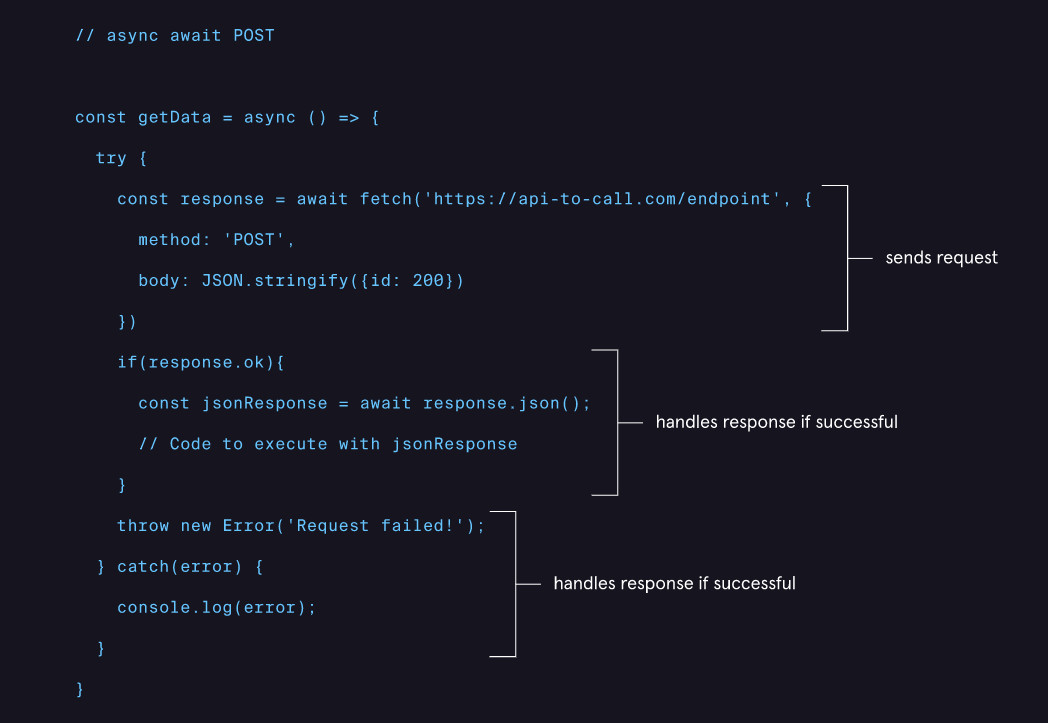 // async await POST
const getData = async () => {
try {
const response = await fetch('https://api-to-call.com/endpoint', {
method: 'POST',
body: JSON.stringify({id: 200})
})
sends request
if(response.ok){
const jsonResponse = await response.json();
// Code to execute with jsonResponse
}
handles response if successful
throw new Error('Request failed!');
} catch(error) {
console.log(error);
}
handles response if successful
}